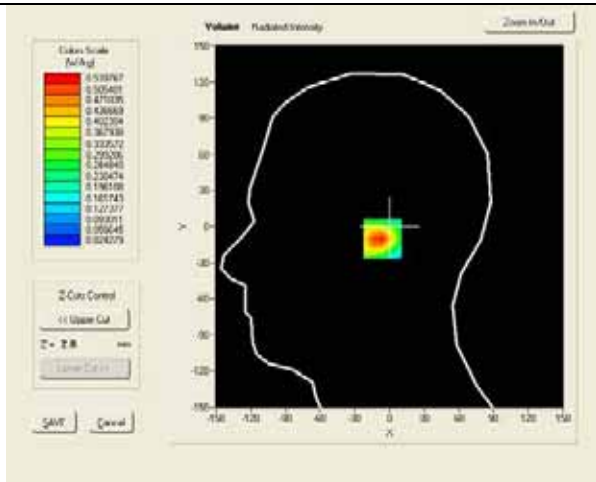 Volume Radiated Intensity
Zoom In/Out
Colors Scale
(W/kg)
0.539767
0.505401
0.471035
0.436669
0.402304
0.367938
0.333572
0.299206
0.264840
0.230474
0.196108
0.161743
0.127377
0.093011
0.058645
0.024279
Z-Cuts Control
<< Upper Cut
Z = 2.8 mm
Lower Cut >>
SAVE Cancel
150
120
90
60
30
0
-30
-60
-90
-120
-150
Y
-150 -120 -90 -60 -30 0 30 60 90 120 150
X